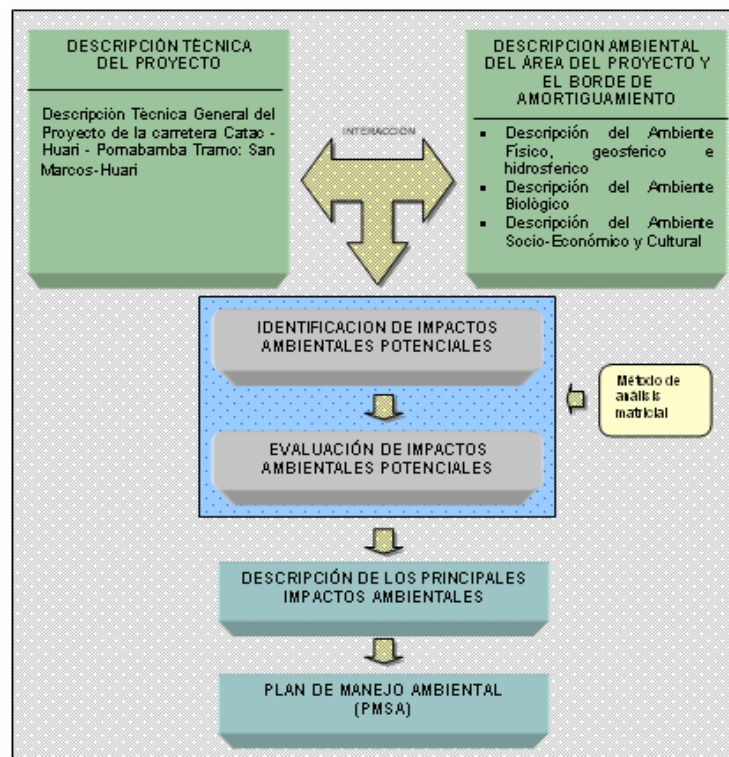 DESCRIPCIÓN TÉCNICA
DEL PROYECTO
Descripción Técnica General del
Proyecto de la carretera Catac -
Huari - Pomabamba Tramo: San
Marcos-Huari
INTERACCIÓN
DESCRIPCION AMBIENTAL
DEL ÁREA DEL PROYECTO Y
EL BORDE DE
AMORTIGUAMIENTO
▪ Descripción del Ambiente
Físico, geosferico e
hidrosferico
▪ Descripción del Ambiente
Biológico
▪ Descripción del Ambiente
Socio-Económico y Cultural
IDENTIFICACION DE IMPACTOS
AMBIENTALES POTENCIALES
Método de
análisis
matricial
EVALUACIÓN DE IMPACTOS
AMBIENTALES POTENCIALES
DESCRIPCIÓN DE LOS PRINCIPALES
IMPACTOS AMBIENTALES
PLAN DE MANEJO AMBIENTAL
(PMSA)